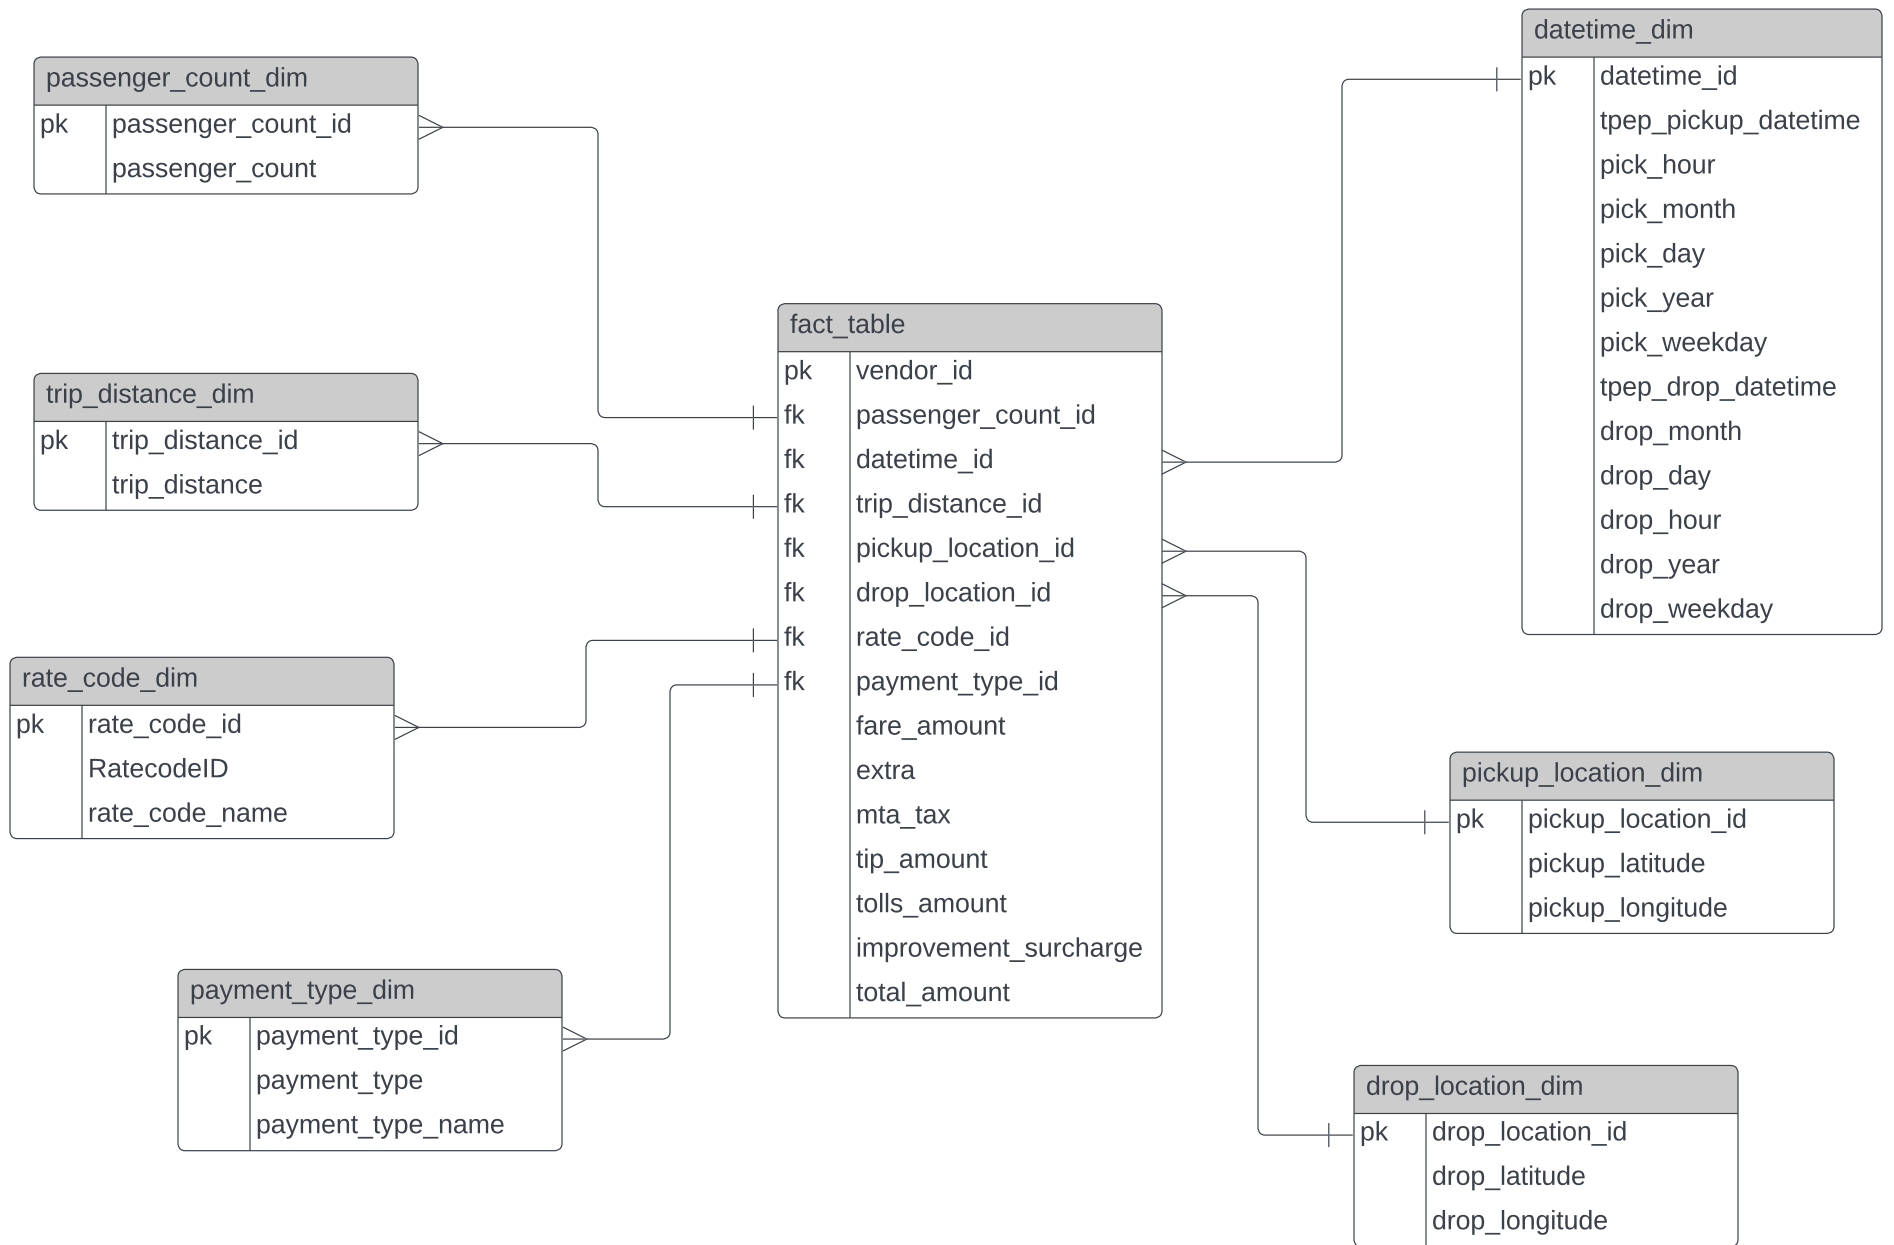 passenger_count_dim
pk passenger_count_id
passenger_count
trip_distance_dim
pk trip_distance_id
trip_distance
rate_code_dim
pk rate_code_id
RatecodeID
rate_code_name
payment_type_dim
pk payment_type_id
payment_type
payment_type_name
fact_table
pk vendor_id
fk passenger_count_id
fk datetime_id
fk trip_distance_id
fk pickup_location_id
fk drop_location_id
fk rate_code_id
fk payment_type_id
fare_amount
extra
mta_tax
tip_amount
tolls_amount
improvement_surcharge
total_amount
datetime_dim
pk datetime_id
tpep_pickup_datetime
pick_hour
pick_month
pick_day
pick_year
pick_weekday
tpep_drop_datetime
drop_month
drop_day
drop_hour
drop_year
drop_weekday
pickup_location_dim
pk pickup_location_id
pickup_latitude
pickup_longitude
drop_location_dim
pk drop_location_id
drop_latitude
drop_longitude